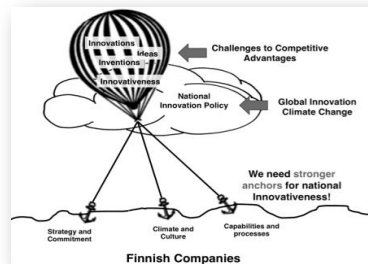 Innovations
Ideas
Inventions
Innovativeness
Challenges to Competitive
Advantages
National
Innovation Policy
Global Innovation
Climate Change
We need stronger
anchors for national
Innovativeness!
Strategy and
Commitment
Climate and
Culture
Capabilities and
processes
Finnish Companies